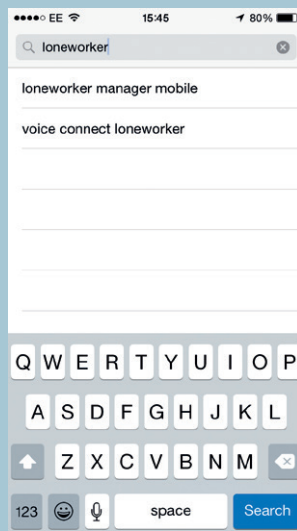 EE 15:45 80%
loneworker
loneworker manager mobile
voice connect loneworker
Q W E R T Y U I O P
A S D F G H J K L
Z X C V B N M
123 space Search